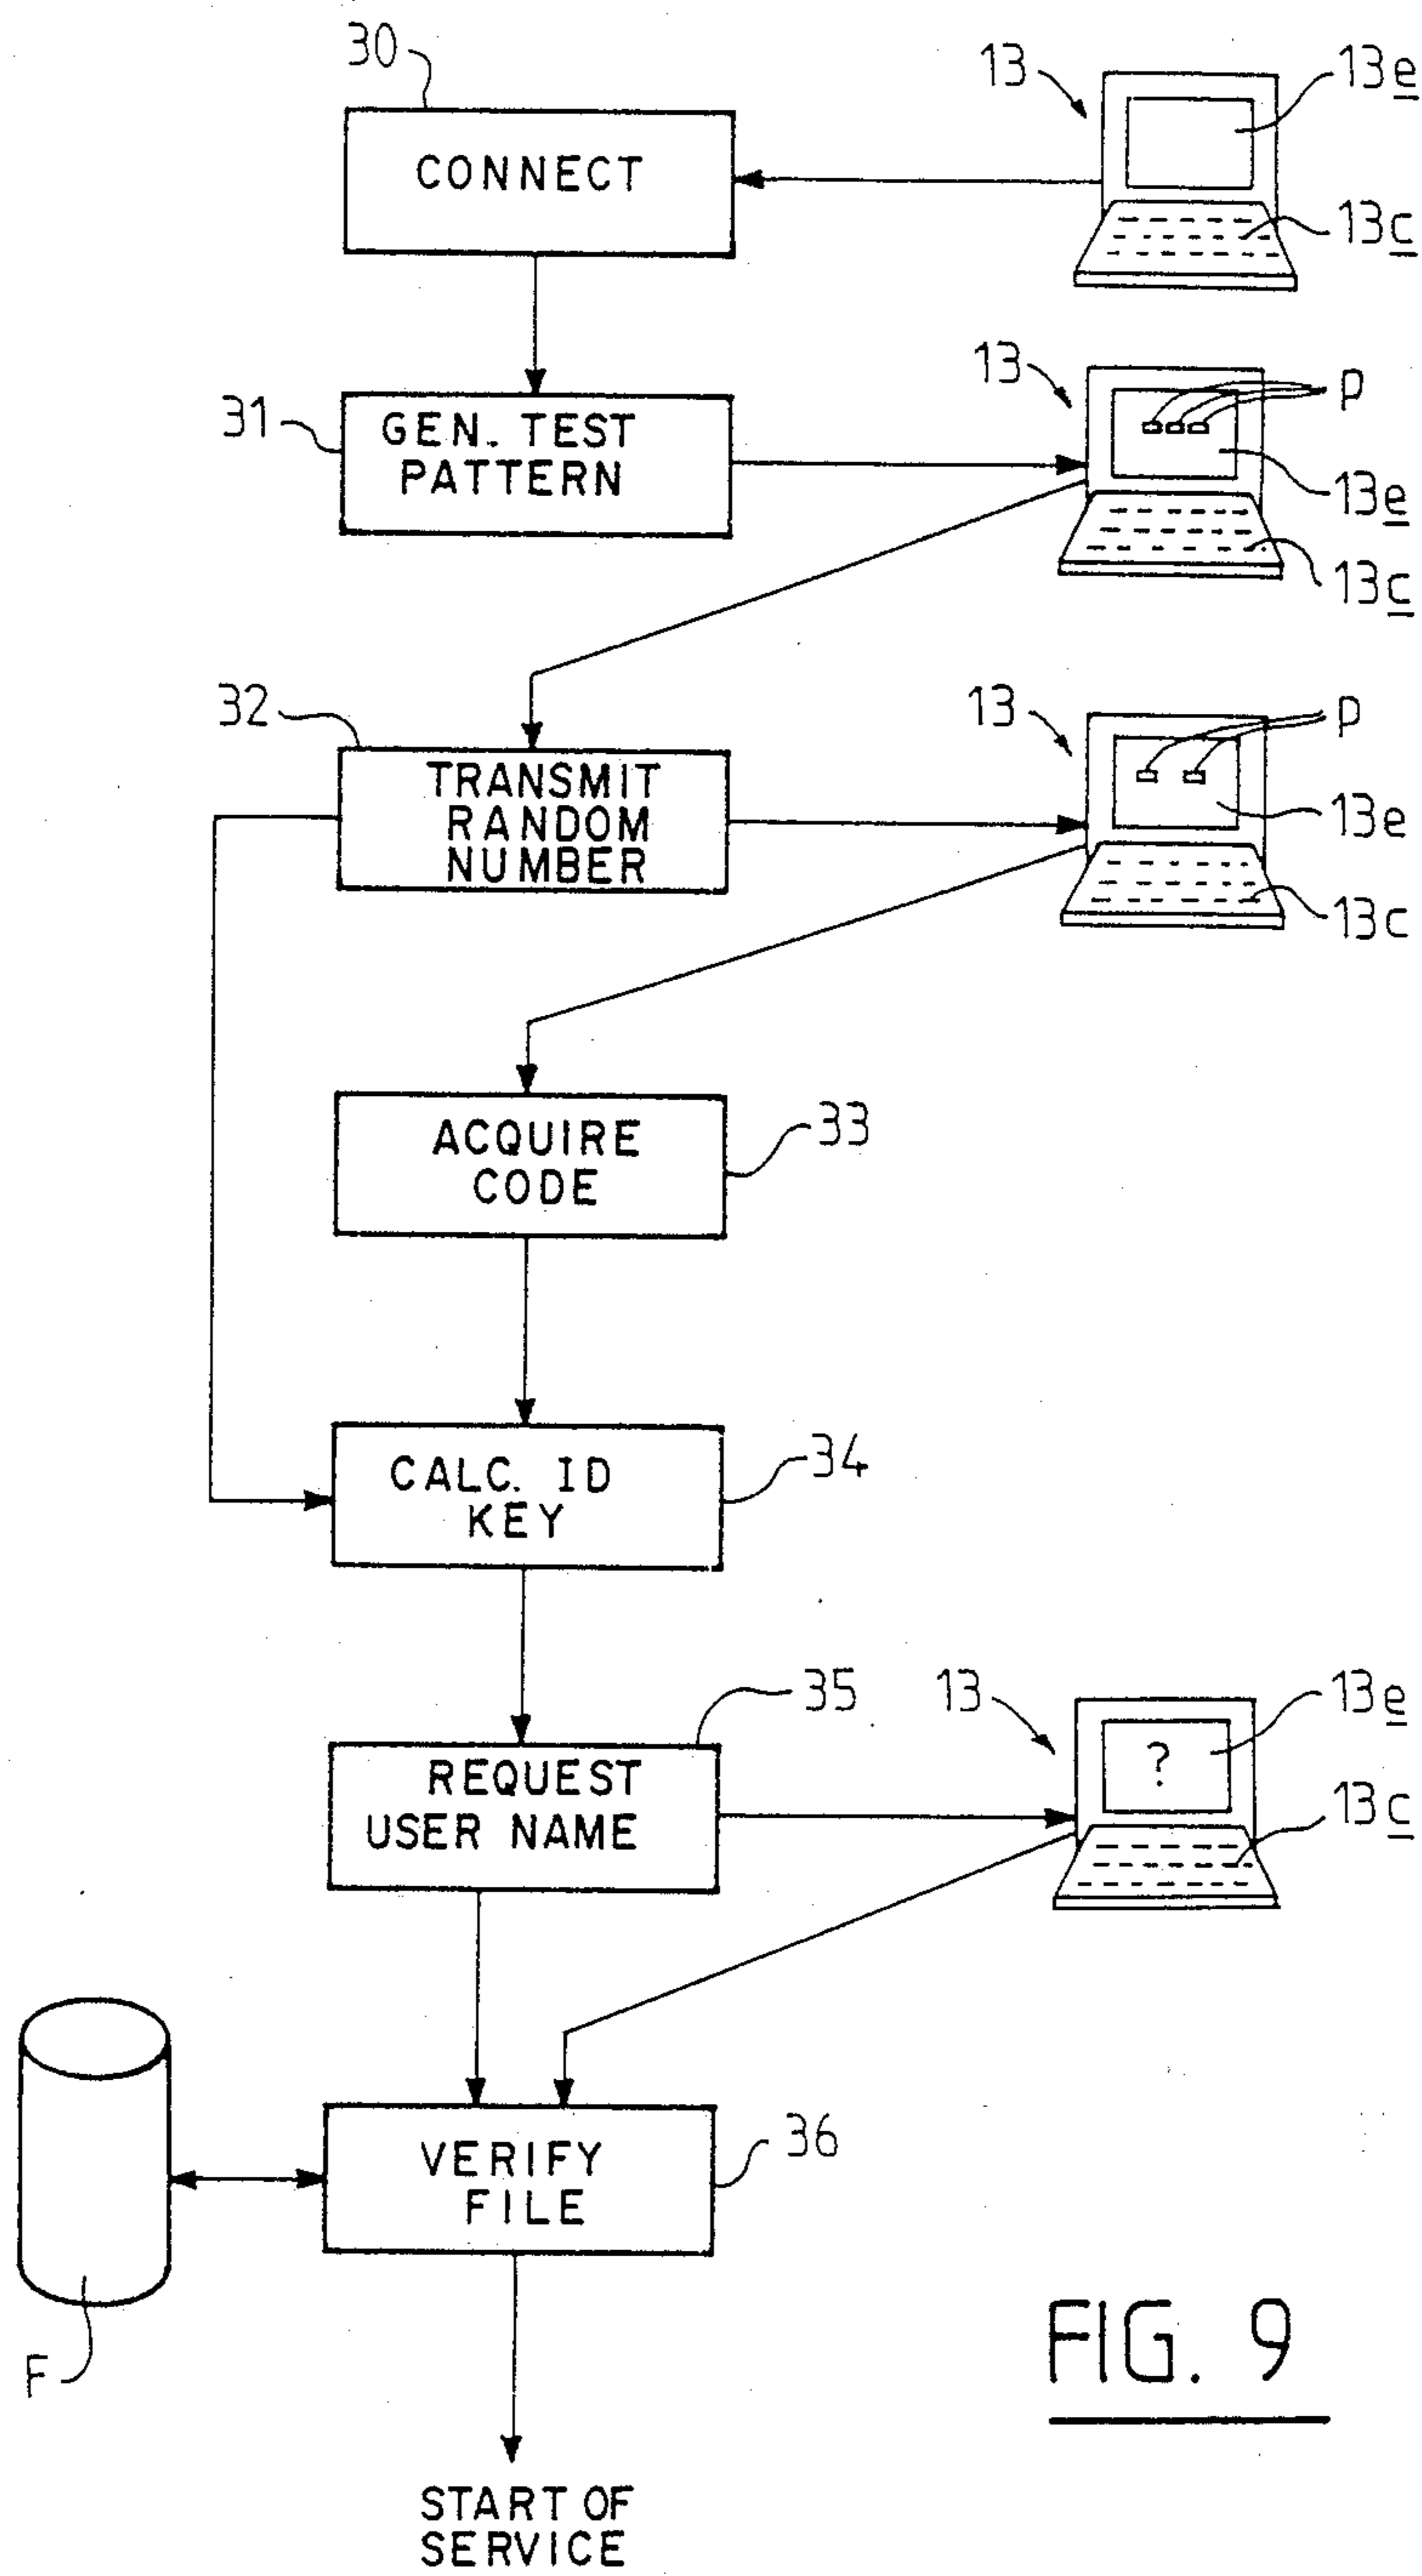 30
13
13e
CONNECT
13c
13
p
31
GEN. TEST
PATTERN
13e
13c
32
13
p
TRANSMIT
RANDOM
NUMBER
13e
13c
ACQUIRE
CODE
33
CALC. ID
KEY
34
35
13
13e
?
REQUEST
USER NAME
13c
VERIFY
FILE
36
F
FIG. 9
START OF
SERVICE